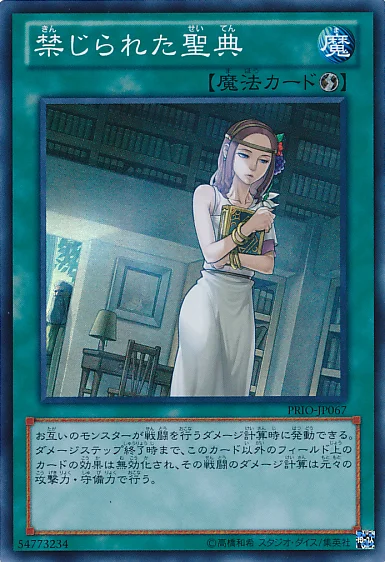 禁じられた聖典
魔
【魔法カード】
PRIO-JP067
お互いのモンスターが戦闘を行うダメージ計算時に発動できる。
ダメージステップ終了時まで、このカード以外のフィールド上の
カードの効果は無効化され、その戦闘のダメージ計算は元々の
攻撃力・守備力で行う。
54773234
©高橋和希 スタジオ・ダイス/集英社